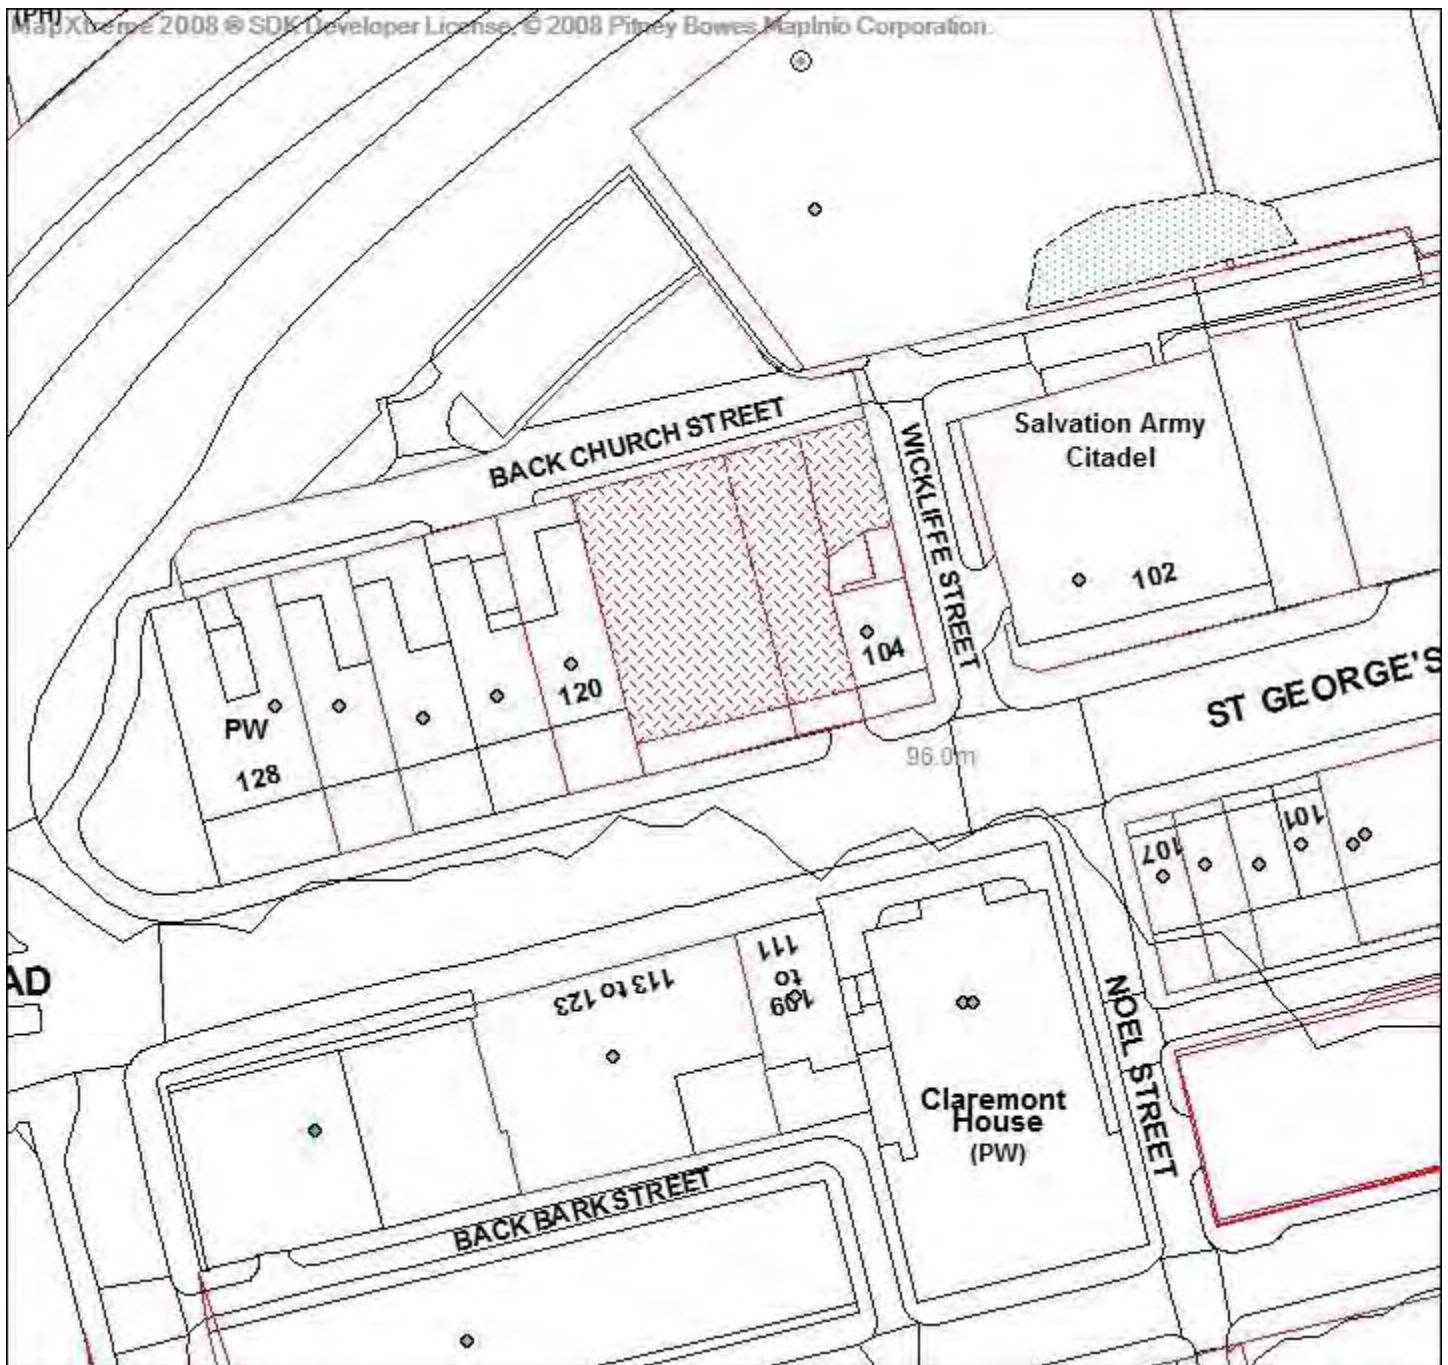 (PH)
MapXtreme 2008 ® SDK Developer License. © 2008 Pitney Bowes MapInfo Corporation.
BACK CHURCH STREET
WICKLIFFE STREET
Salvation Army
Citadel
102
104
120
PW
128
ST GEORGE'S
96.0m
101
107
AD
113 to 123
111
to
109
NOEL STREET
Claremont
House
(PW)
BACK BARK STREET